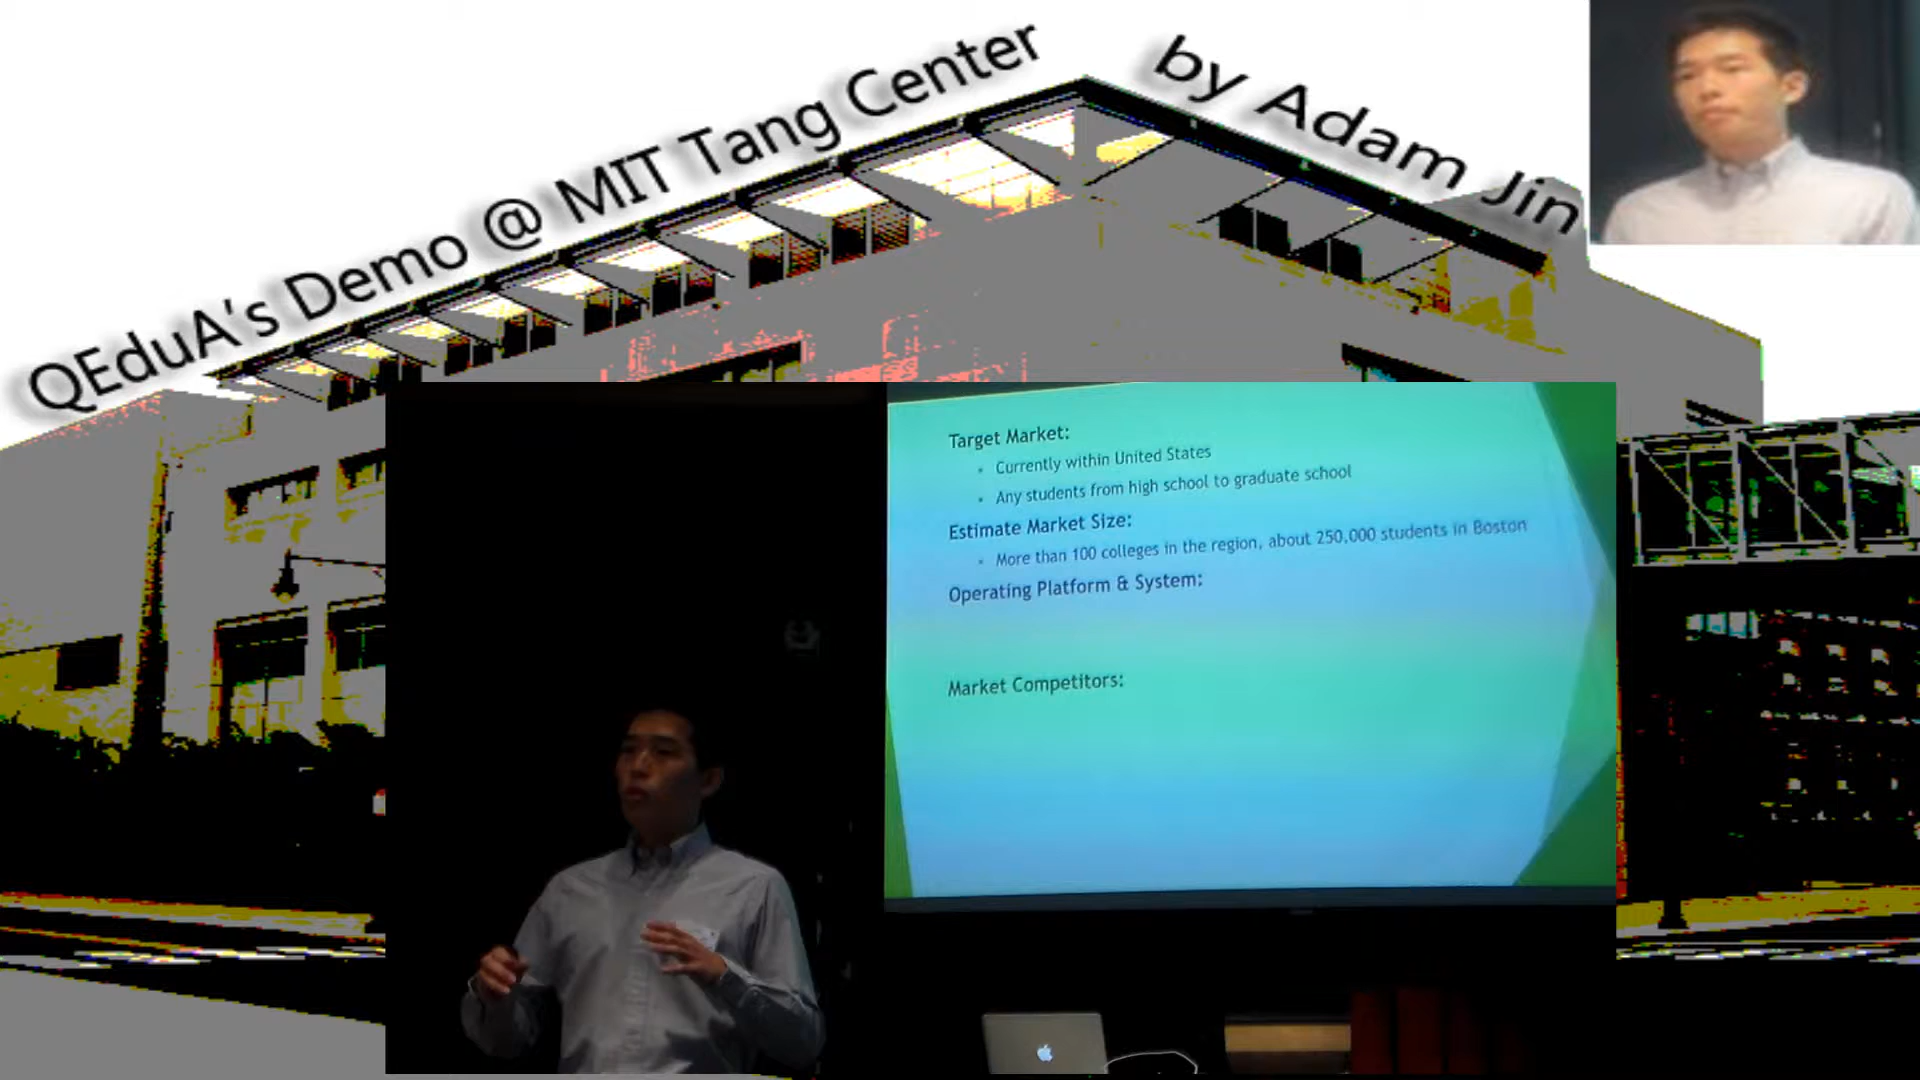 QEduA's Demo @ MIT Tang Center
by Adam Jin
Target Market:
Currently within United States
Any students from high school to graduate school
Estimate Market Size:
More than 100 colleges in the region, about 250,000 students in Boston
Operating Platform & System:
Market Competitors: